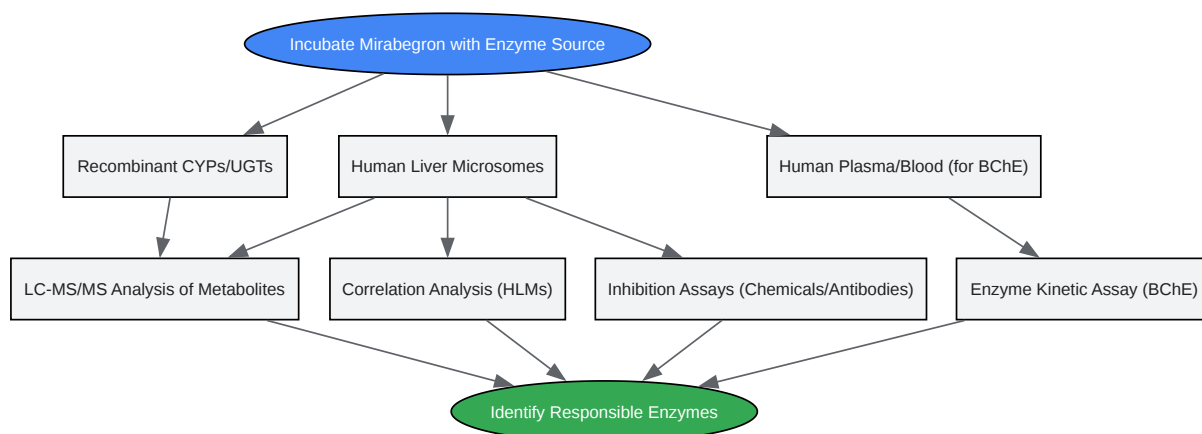 Incubate Mirabegron with Enzyme Source
Recombinant CYPs/UGTs
Human Liver Microsomes
Human Plasma/Blood (for BChE)
LC-MS/MS Analysis of Metabolites
Correlation Analysis (HLMs)
Inhibition Assays (Chemicals/Antibodies)
Enzyme Kinetic Assay (BChE)
Identify Responsible Enzymes